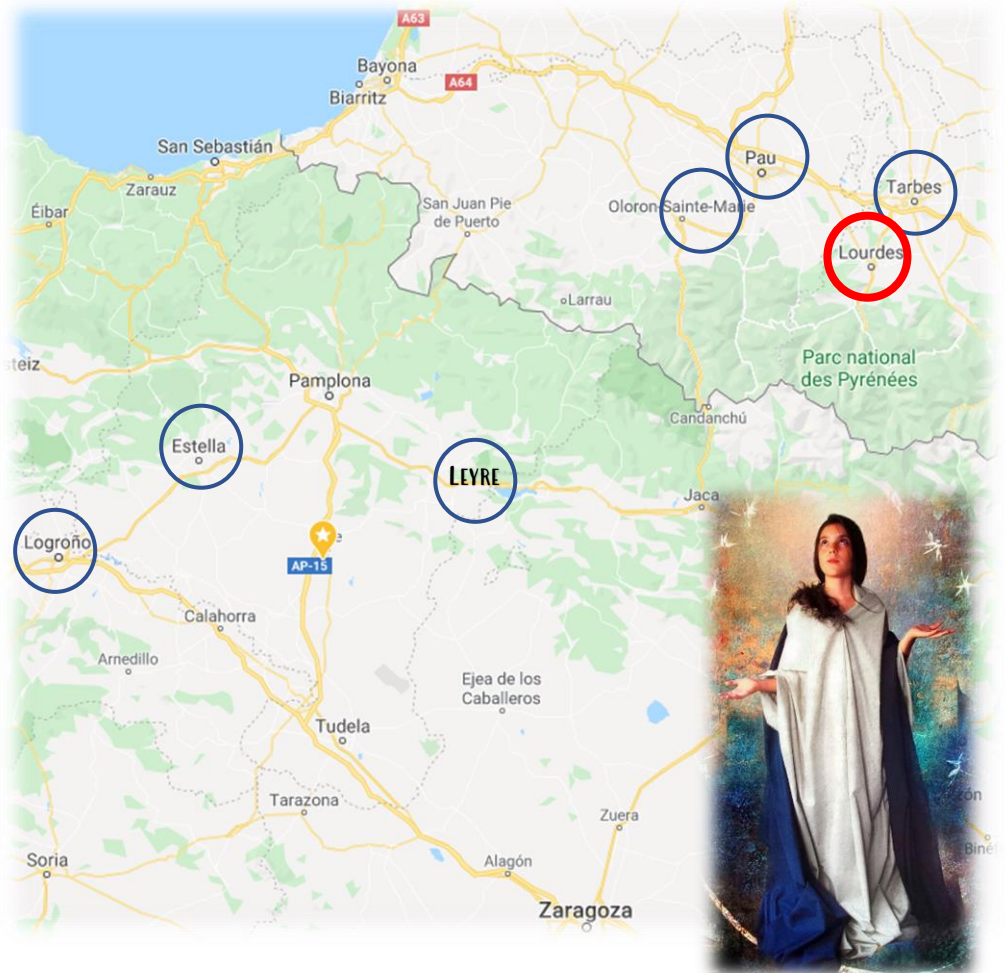 A63
Bayona
A64
Biarritz
Pau
San Sebastián
Zarauz
Tarbes
Éibar
San Juan Pie
de Puerto
Oloron-Sainte-Marie
Lourdes
Larrau
steiz
Parc national
des Pyrénées
Pamplona
Candanchú
Estella
LEYRE
Jaca
Logroño
e
AP-15
Calahorra
Arnedillo
Ejea de los
Caballeros
Tudela
Tarazona
zón
Zuera
Binéf
Soria
Alagón
Zaragoza